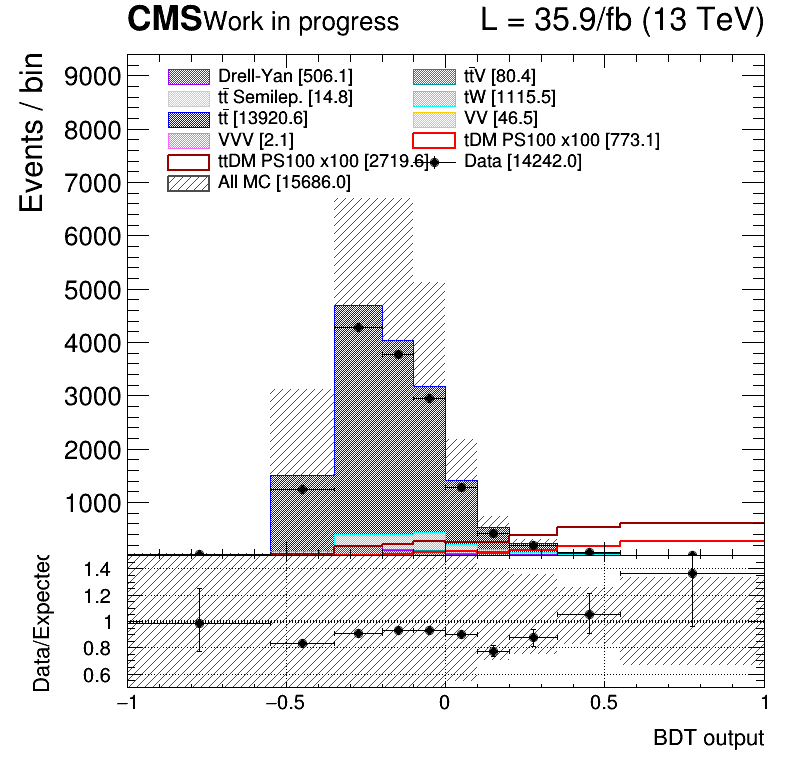 CMS Work in progress L = 35.9/fb (13 TeV)
Events / bin
9000
8000
7000
6000
5000
4000
3000
2000
1000
Drell-Yan [506.1] tt̄V [80.4]
tt̄ Semilep. [14.8] tW [1115.5]
tt̄ [13920.6] VV [46.5]
VVV [2.1] tDM PS100 x100 [773.1]
ttDM PS100 x100 [2719.6] Data [14242.0]
All MC [15686.0]
Data/Expected
1.4
1.2
1
0.8
0.6
−1 −0.5 0 0.5 1
BDT output